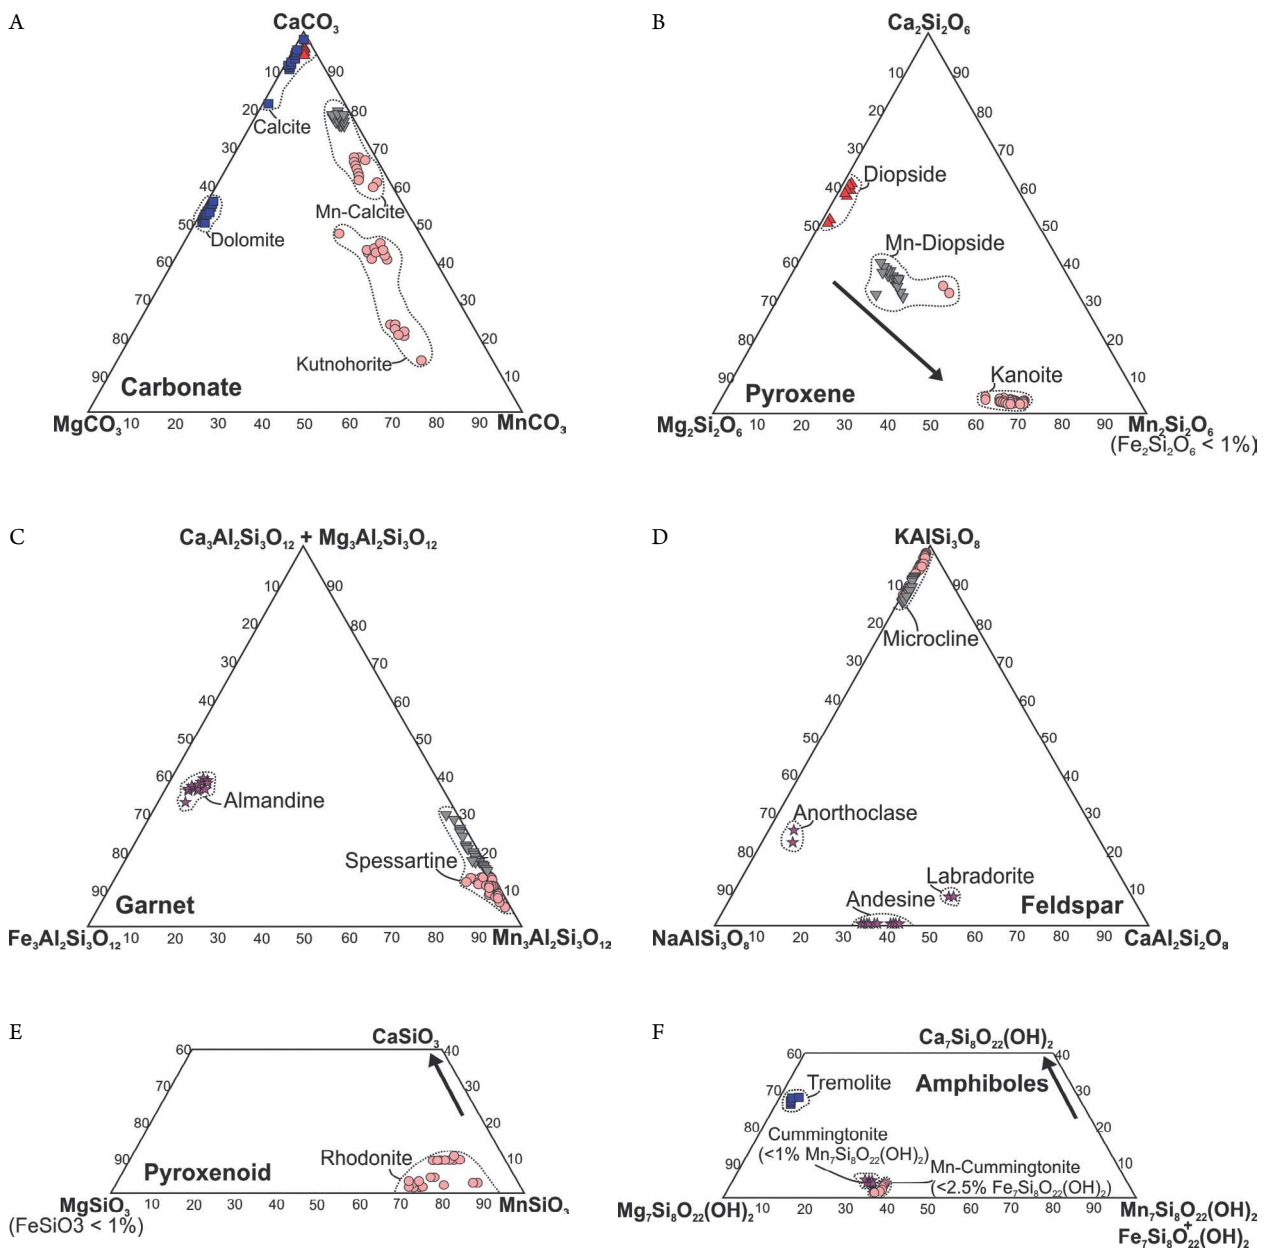 A
CaCO₃
10 90
20 80
Calcite
30 70
40 60
Mn-Calcite
50 50
Dolomite
60 40
70 30
80 20
Kutnohorite
90 10
Carbonate
MgCO₃ 10 20 30 40 50 60 70 80 90 MnCO₃
B
Ca₂Si₂O₆
10 90
20 80
30 70
Diopside
40 60
50 50
Mn-Diopside
60 40
70 30
80 20
Kanoite
90 10
Pyroxene
Mg₂Si₂O₆ 10 20 30 40 50 60 70 80 90 Mn₂Si₂O₆
(Fe₂Si₂O₆ < 1%)
C
Ca₃Al₂Si₃O₁₂ + Mg₃Al₂Si₃O₁₂
10 90
20 80
30 70
40 60
50 50
60 40
Almandine
70 30
80 20
Spessartine
90 10
Garnet
Fe₃Al₂Si₃O₁₂ 10 20 30 40 50 60 70 80 90 Mn₃Al₂Si₃O₁₂
D
KAlSi₃O₈
10 90
20 80
Microcline
30 70
40 60
50 50
60 40
70 30
Anorthoclase
80 20
Labradorite
90 10
Andesine
Feldspar
NaAlSi₃O₈ 10 20 30 40 50 60 70 80 90 CaAl₂Si₂O₈
E
CaSiO₃
60 40
70 30
80 20
Rhodonite
90 10
Pyroxenoid
MgSiO₃ 10 20 30 40 50 60 70 80 90 MnSiO₃
(FeSiO3 < 1%)
F
Ca₇Si₈O₂₂(OH)₂
60 40
Tremolite
Amphiboles
70 30
80 20
Cummingtonite
(<1% Mn₇Si₈O₂₂(OH)₂)
90 10
Mn-Cummingtonite
(<2.5% Fe₇Si₈O₂₂(OH)₂)
Mg₇Si₈O₂₂(OH)₂ 10 20 30 40 50 60 70 80 90 Mn₇Si₈O₂₂(OH)₂
+
Fe₇Si₈O₂₂(OH)₂